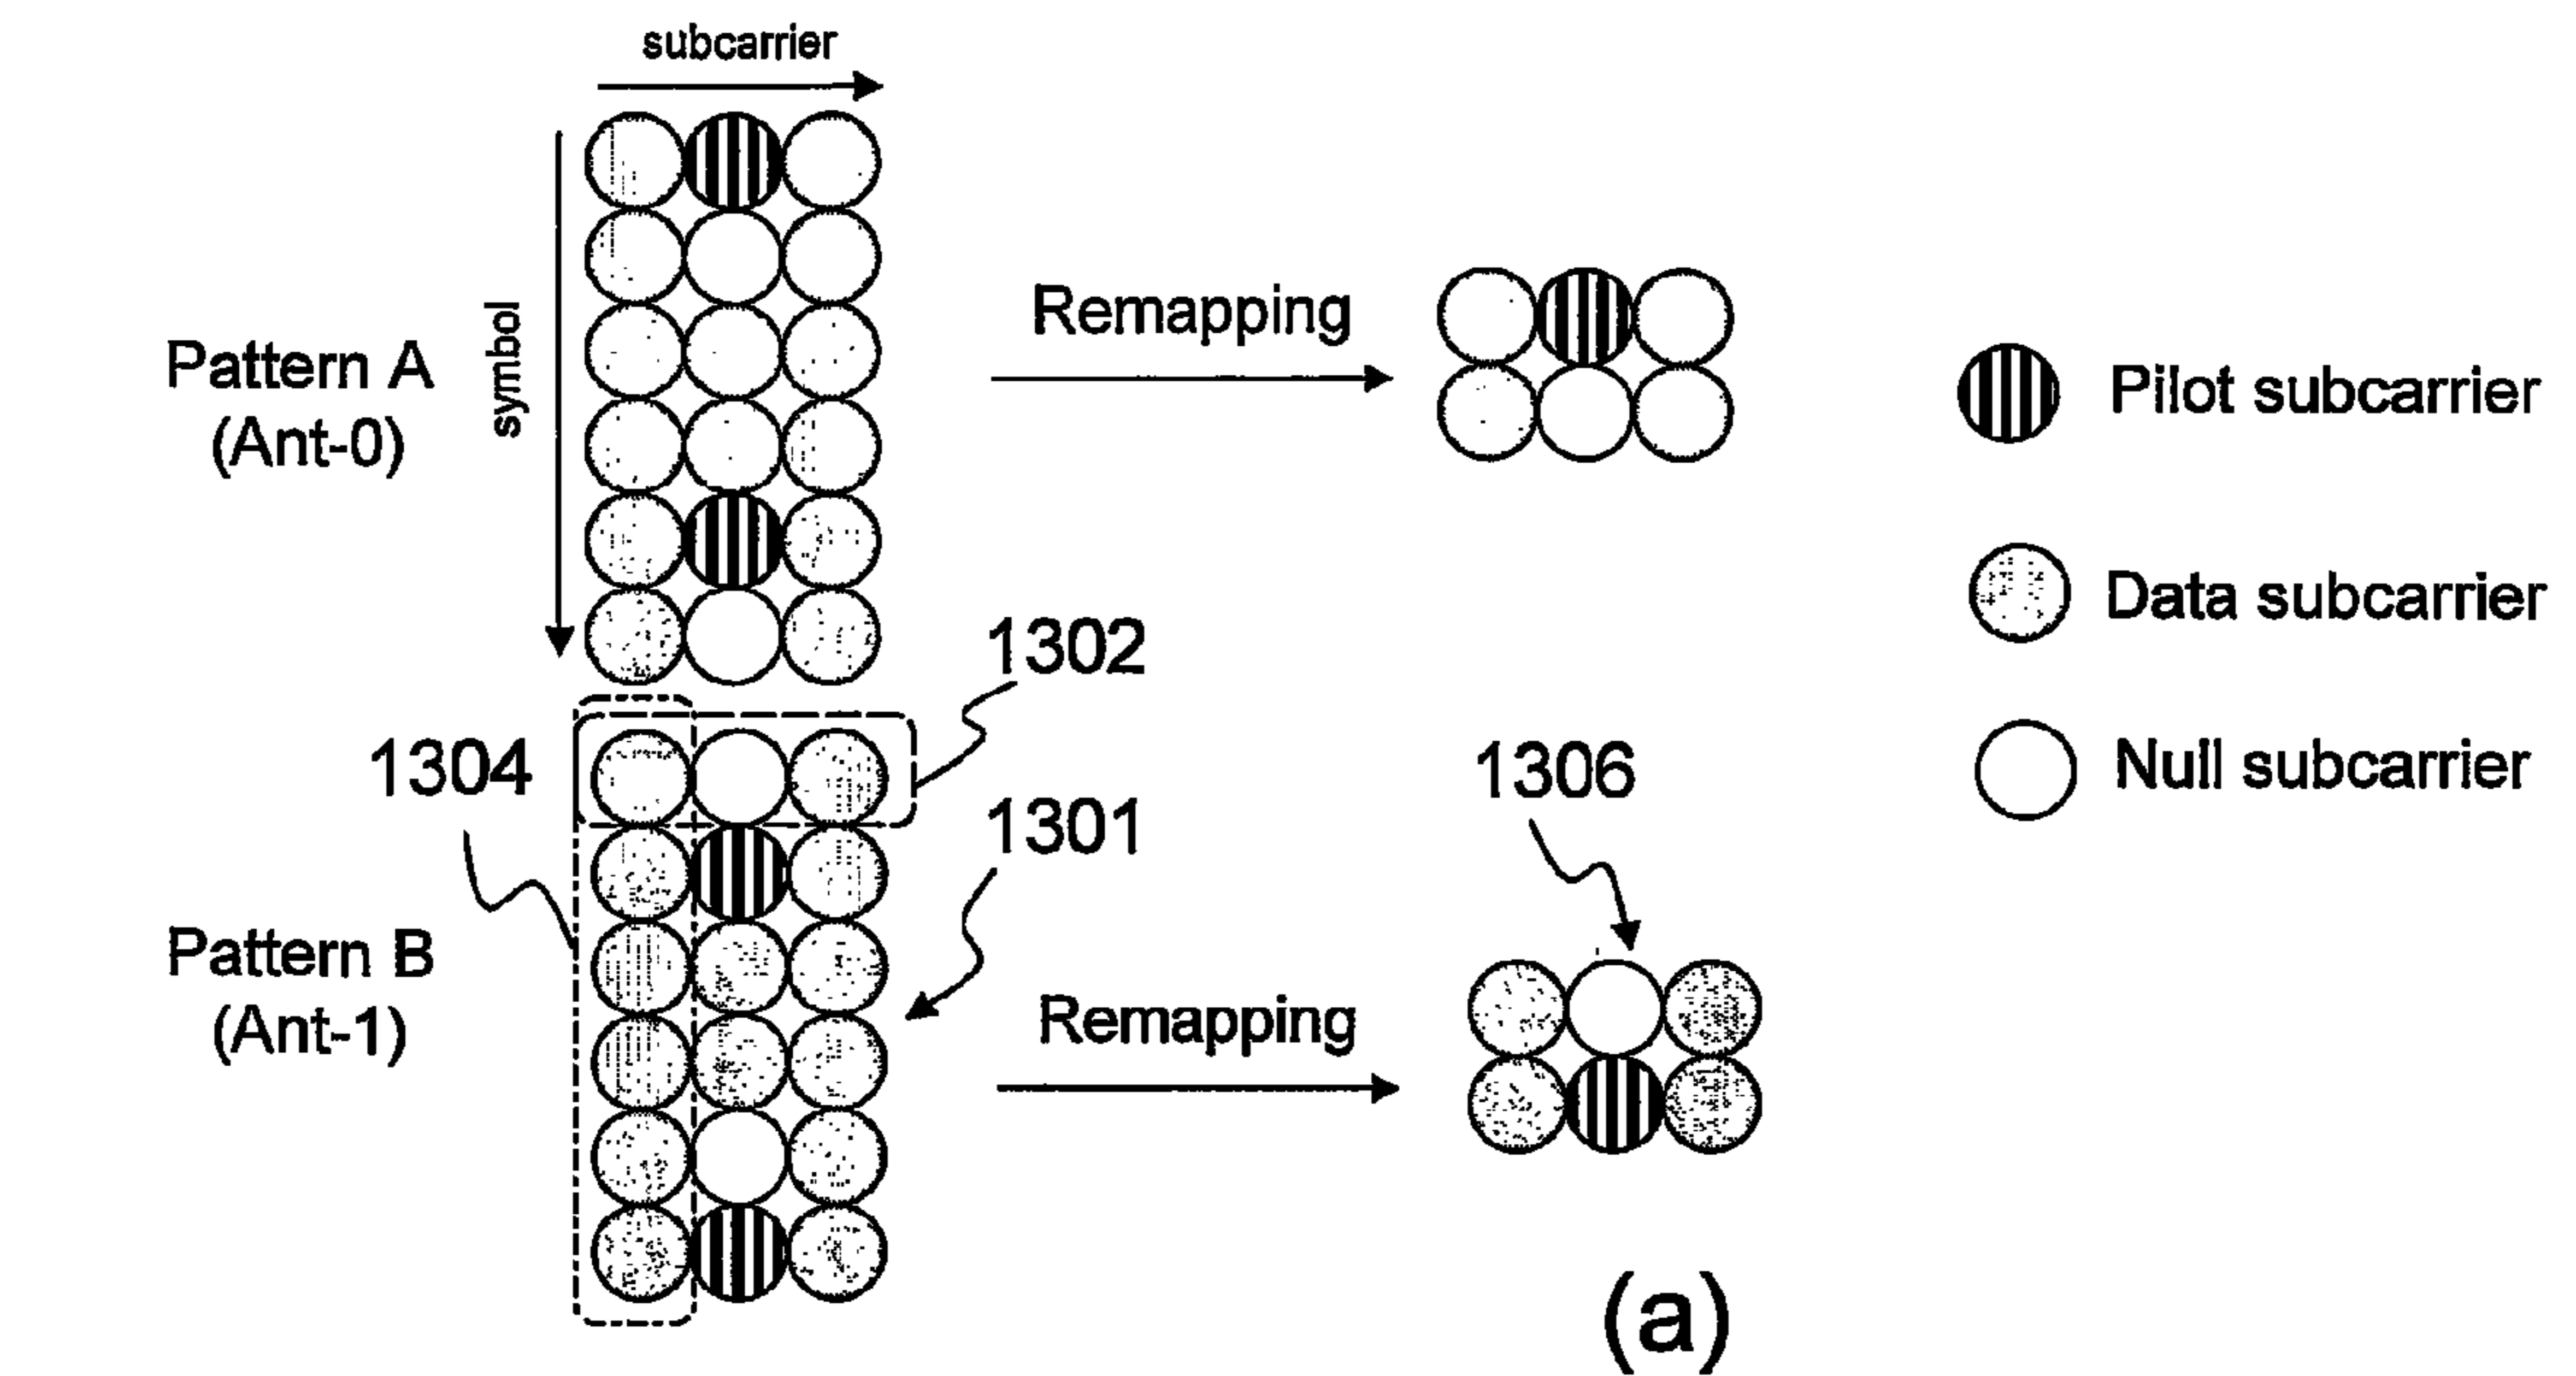 subcarrier
symbol
Pattern A
(Ant-0)
Remapping
Pilot subcarrier
Data subcarrier
Null subcarrier
1302
1304
1301
1306
Pattern B
(Ant-1)
Remapping
(a)